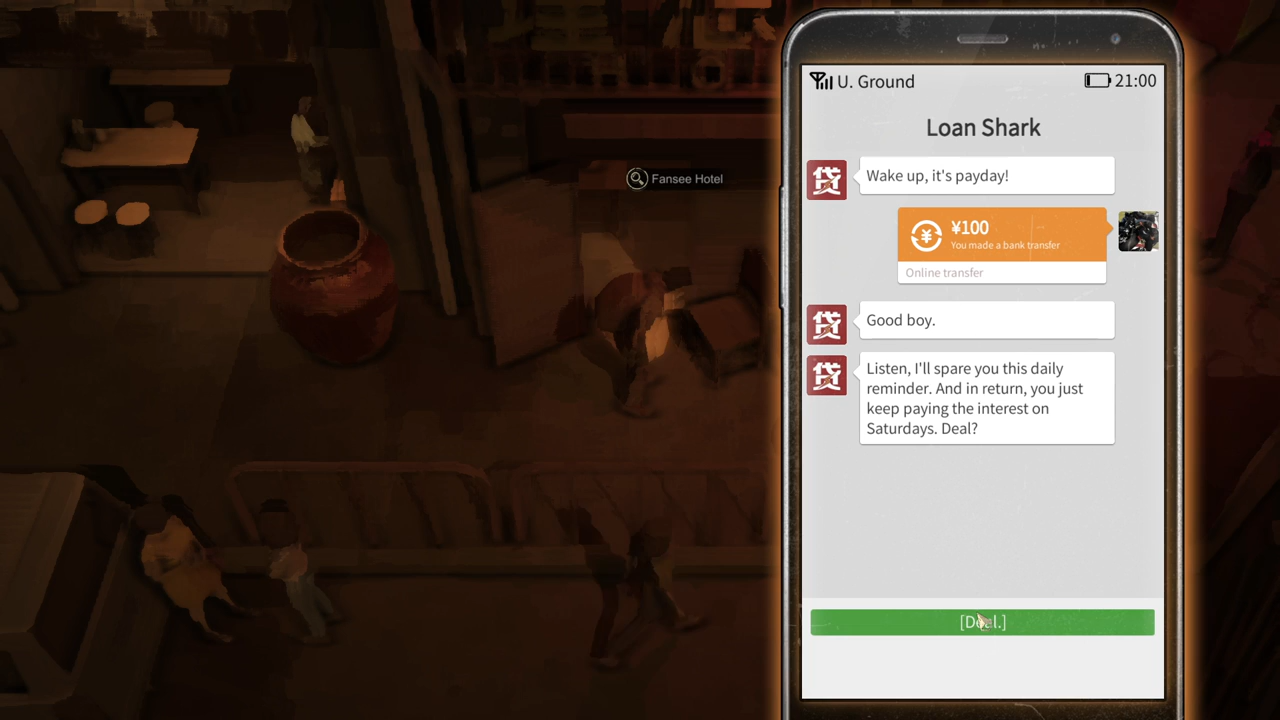 U. Ground
21:00
Loan Shark
贷
Wake up, it's payday!
¥100
You made a bank transfer
Online transfer
贷
Good boy.
贷
Listen, I'll spare you this daily
reminder. And in return, you just
keep paying the interest on
Saturdays. Deal?
[Deal.]
Fansee Hotel